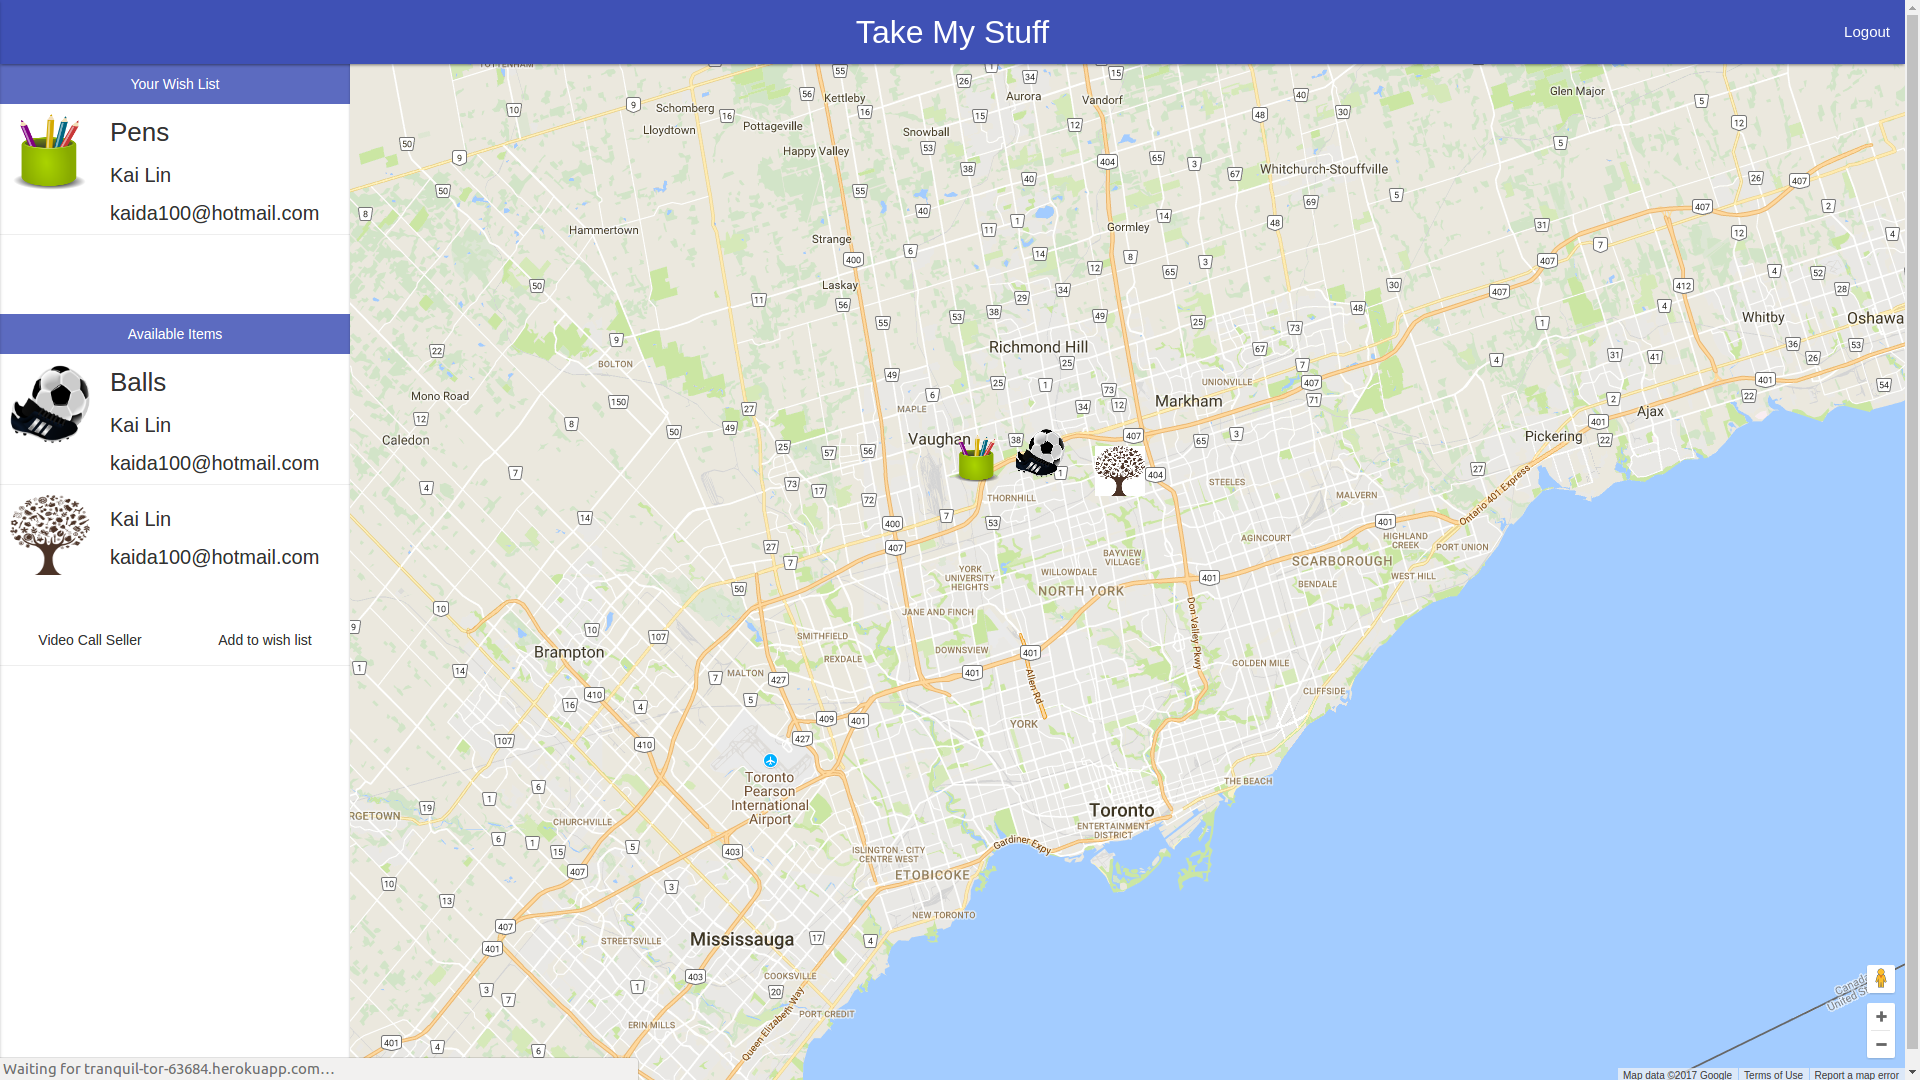 Take My Stuff
Logout
Your Wish List
Pens
Kai Lin
kaida100@hotmail.com
Available Items
Balls
Kai Lin
kaida100@hotmail.com
Kai Lin
kaida100@hotmail.com
Video Call Seller
Add to wish list
Waiting for tranquil-tor-63684.herokuapp.com...
Schomberg
Lloydtown
Pottageville
Kettleby
Happy Valley
Snowball
Aurora
Vandorf
Glen Major
Whitchurch-Stouffville
Hammertown
Strange
Laskay
Gormley
Richmond Hill
BOLTON
Mono Road
Caledon
MAPLE
Vaughan
UNIONVILLE
Markham
Whitby
Oshawa
Ajax
Pickering
THORNHILL
STEELES
MALVERN
Ontario 401 Express
AGINCOURT
HIGHLAND
CREEK
PORT UNION
BAYVIEW
VILLAGE
SCARBOROUGH
WEST HILL
BENDALE
YORK
UNIVERSITY
HEIGHTS
WILLOWDALE
NORTH YORK
JANE AND FINCH
Don Valley Pkwy
SMITHFIELD
DOWNSVIEW
REXDALE
Brampton
MALTON
Allen Rd
GOLDEN MILE
CLIFFSIDE
YORK
Toronto
Pearson
International
Airport
THE BEACH
Toronto
ENTERTAINMENT
DISTRICT
RGETOWN
CHURCHVILLE
Gardiner Expy
ISLINGTON - CITY
CENTRE WEST
ETOBICOKE
NEW TORONTO
STREETSVILLE
Mississauga
COOKSVILLE
PORT CREDIT
Queen Elizabeth Way
ERIN MILLS
Map data ©2017 Google
Terms of Use
Report a map error